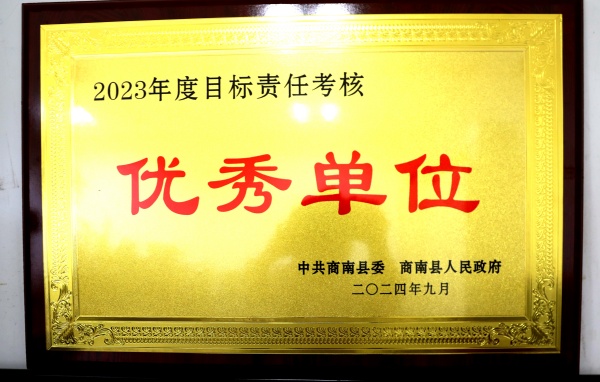 2023年度目标责任考核
优秀单位
中共商南县委 商南县人民政府
二〇二四年九月